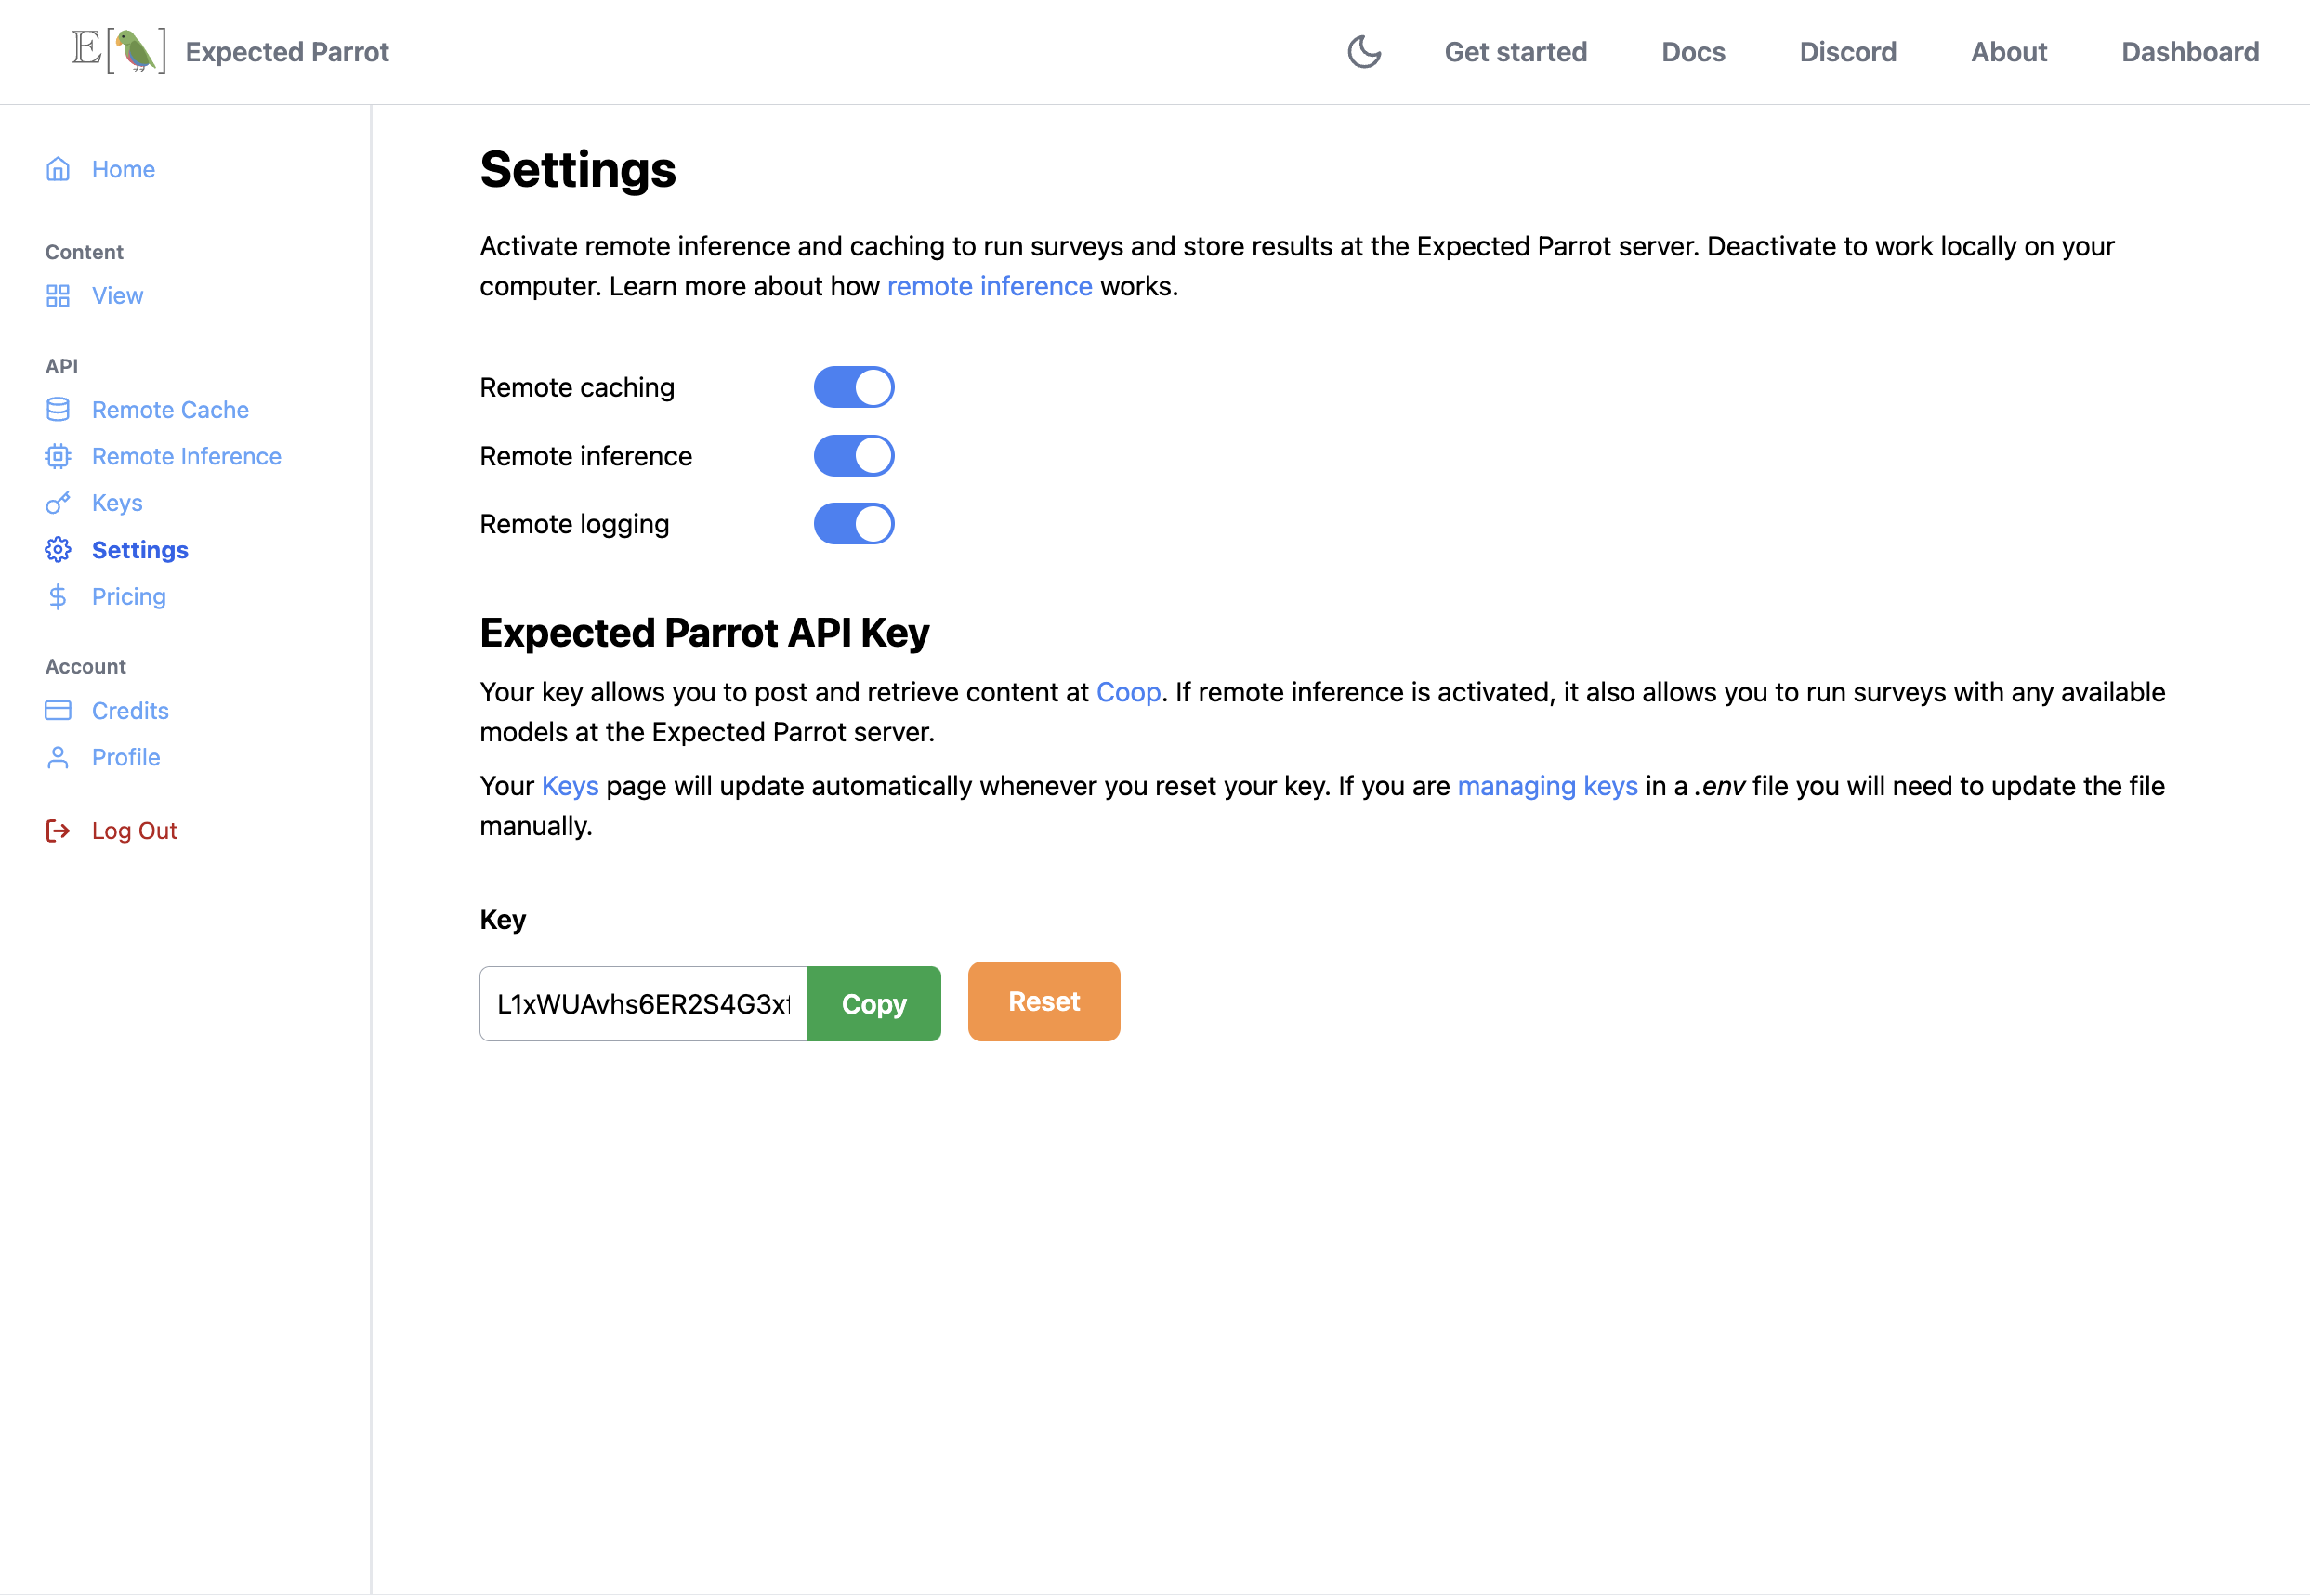 E[ ] Expected Parrot
Get started
Docs
Discord
About
Dashboard
Home
Content
View
API
Remote Cache
Remote Inference
Keys
Settings
Pricing
Account
Credits
Profile
Log Out
Settings
Activate remote inference and caching to run surveys and store results at the Expected Parrot server. Deactivate to work locally on your
computer. Learn more about how remote inference works.
Remote caching
Remote inference
Remote logging
Expected Parrot API Key
Your key allows you to post and retrieve content at Coop. If remote inference is activated, it also allows you to run surveys with any available
models at the Expected Parrot server.
Your Keys page will update automatically whenever you reset your key. If you are managing keys in a .env file you will need to update the file
manually.
Key
L1xWUAvhs6ER2S4G3x
Copy
Reset